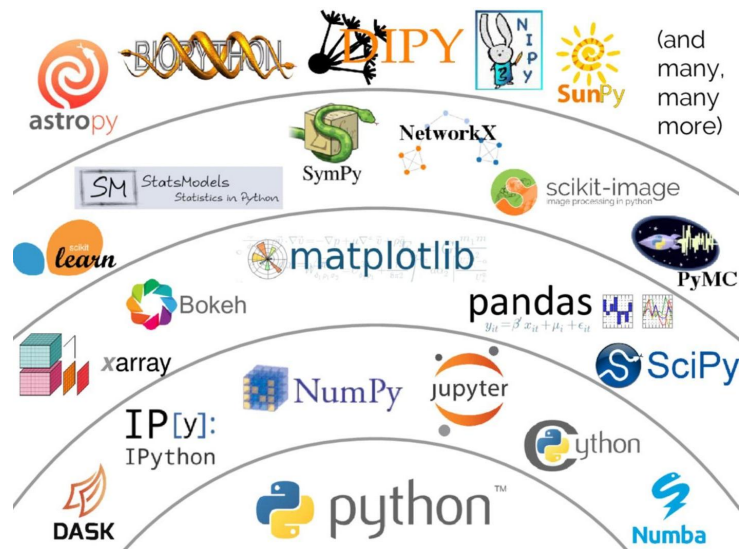 astropy
BIOPYTHON
DIPY
NIPY
SunPy
(and
many,
many
more)
SymPy
NetworkX
SM StatsModels
Statistics in Python
scikit-image
image processing in python
scikit
learn
matplotlib
PyMC
Bokeh
pandas
xarray
NumPy
jupyter
SciPy
IP[y]:
IPython
Cython
DASK
python™
Numba